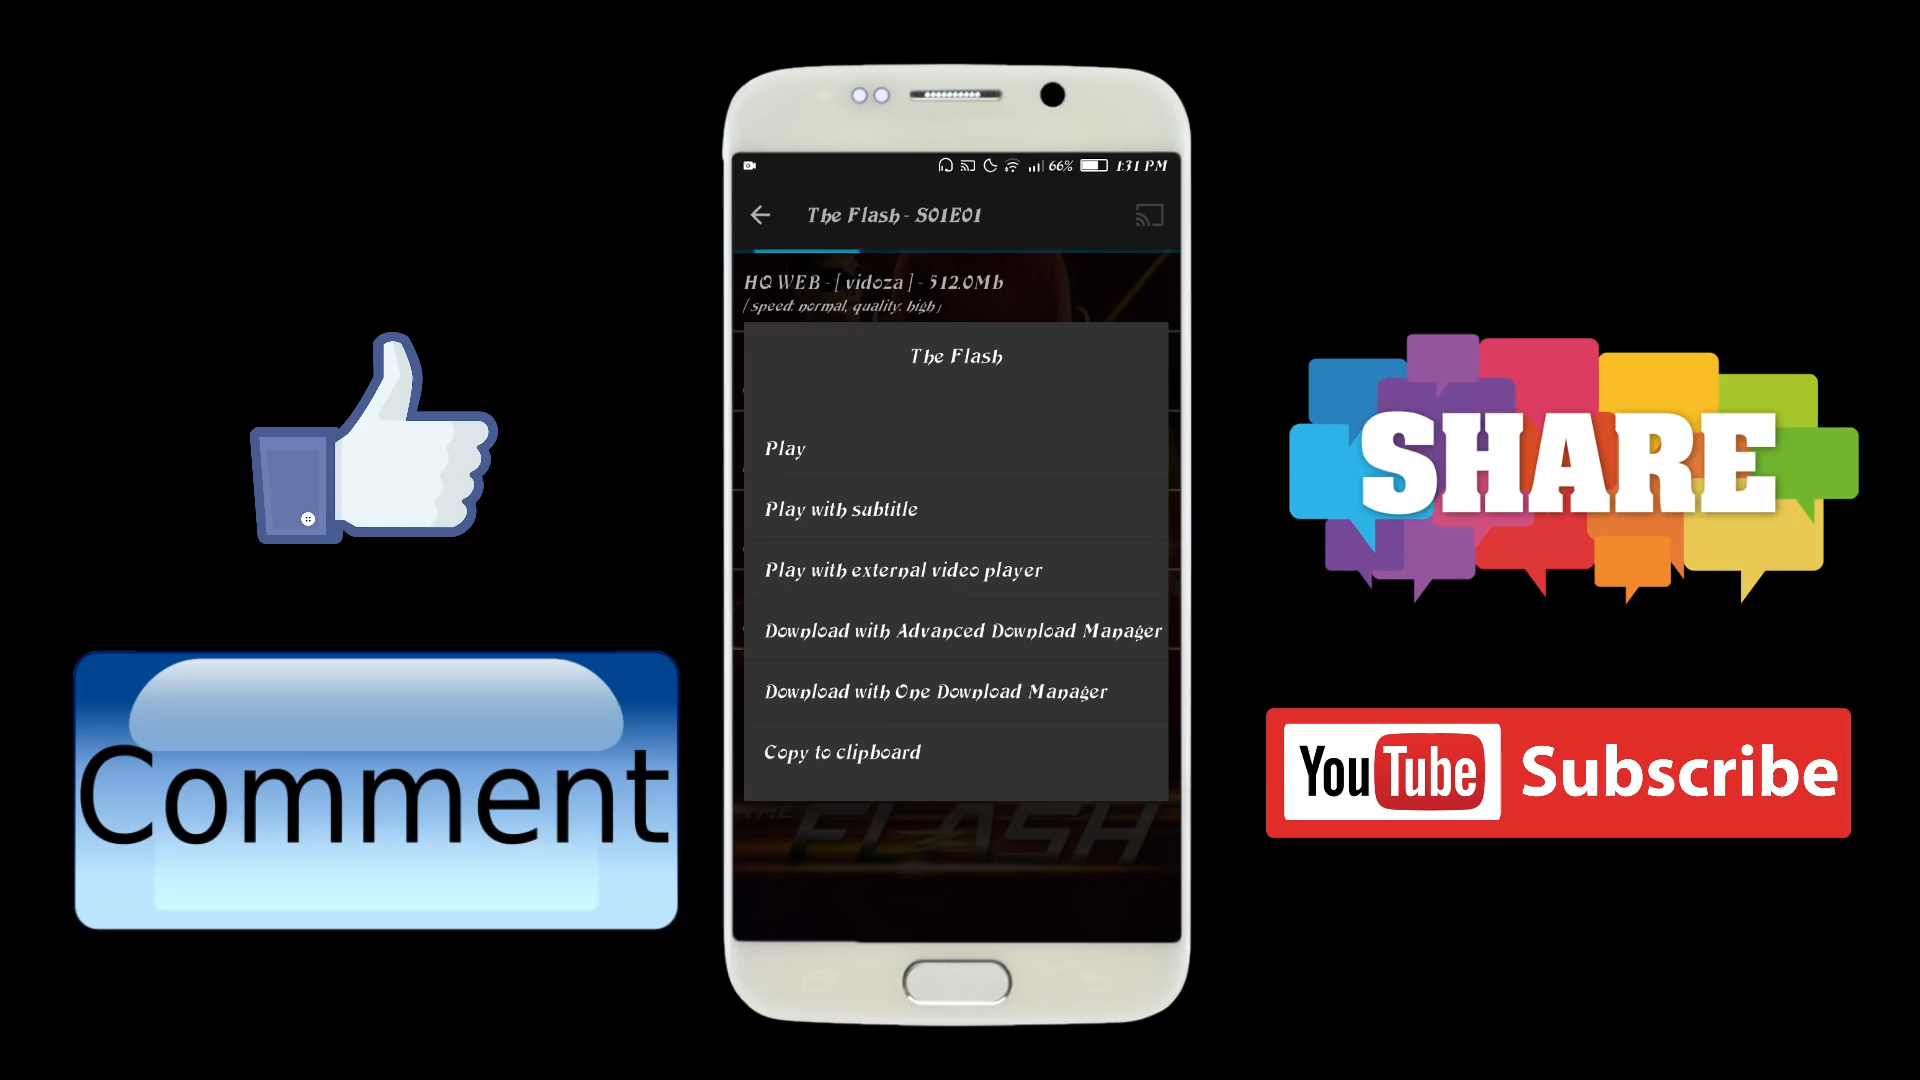 66% 1:31 PM
The Flash - S01E01
HQ WEB - [ vidoza ] - 512.0Mb
[ speed: normal, quality: high ]
The Flash
Play
Play with subtitle
Play with external video player
Download with Advanced Download Manager
Download with One Download Manager
Copy to clipboard
THE FLASH
Comment
SHARE
YouTube Subscribe